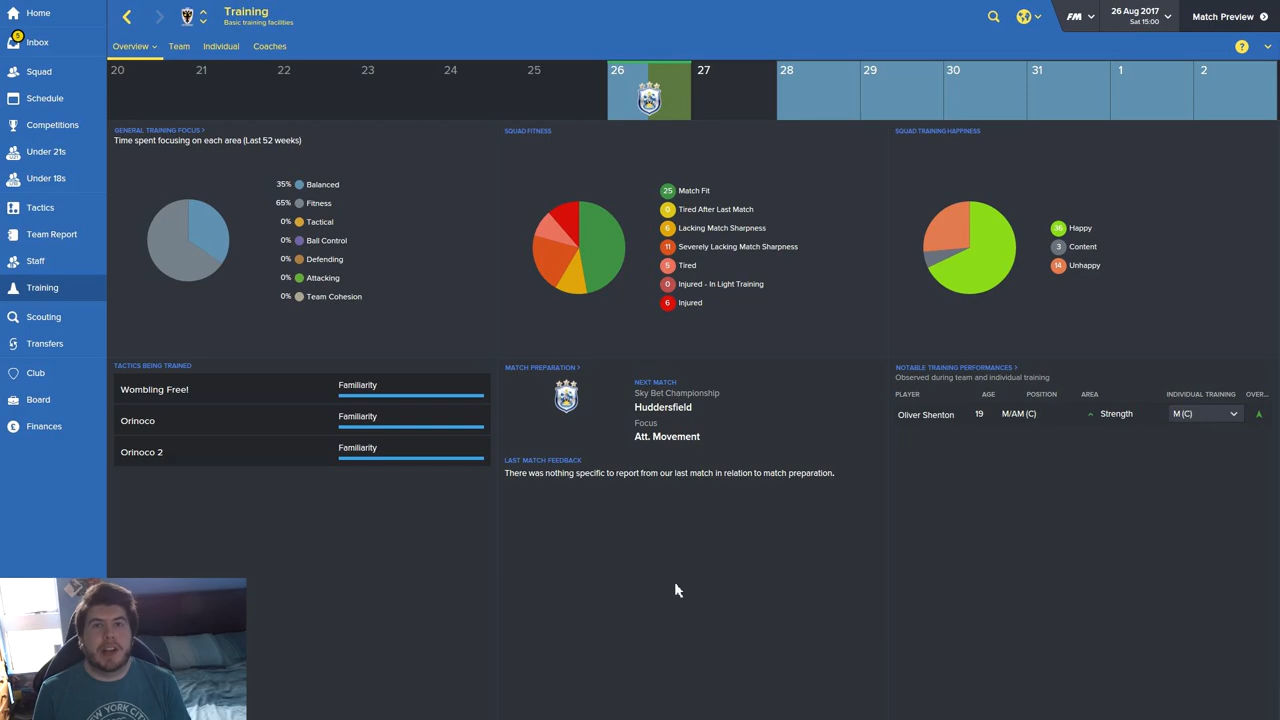 Home
5
Inbox
Squad
Schedule
Competitions
Under 21s
Under 18s
Tactics
Team Report
Staff
Training
Scouting
Transfers
Club
Board
Finances
Training
Basic training facilities
FM
26 Aug 2017
Sat 15:00
Match Preview
Overview Team Individual Coaches
?
20 21 22 23 24 25 26 27 28 29 30 31 1 2
GENERAL TRAINING FOCUS >
Time spent focusing on each area (Last 52 weeks)
35% Balanced
65% Fitness
0% Tactical
0% Ball Control
0% Defending
0% Attacking
0% Team Cohesion
SQUAD FITNESS
25 Match Fit
0 Tired After Last Match
6 Lacking Match Sharpness
11 Severely Lacking Match Sharpness
5 Tired
0 Injured - In Light Training
6 Injured
SQUAD TRAINING HAPPINESS
36 Happy
3 Content
14 Unhappy
TACTICS BEING TRAINED
Wombling Free! Familiarity
Orinoco Familiarity
Orinoco 2 Familiarity
MATCH PREPARATION >
NEXT MATCH
Sky Bet Championship
Huddersfield
Focus
Att. Movement
LAST MATCH FEEDBACK
There was nothing specific to report from our last match in relation to match preparation.
NOTABLE TRAINING PERFORMANCES >
Observed during team and individual training
PLAYER AGE POSITION AREA INDIVIDUAL TRAINING OVER...
Oliver Shenton 19 M/AM (C) Strength M (C)
NEW YORK CITY